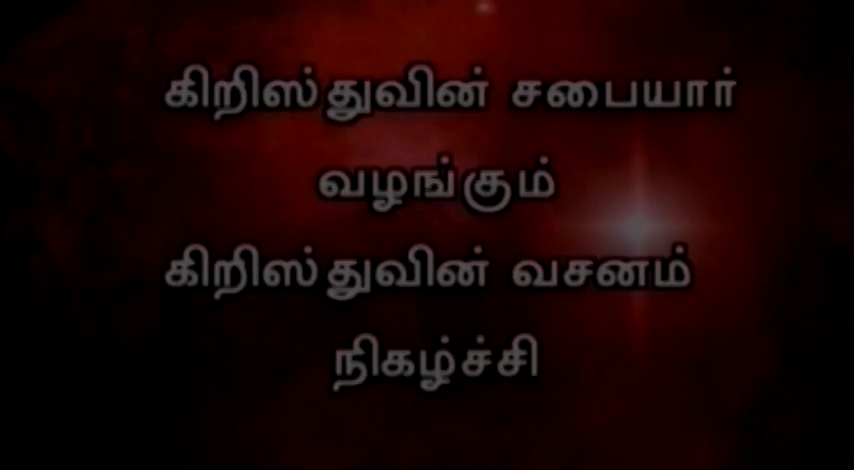 கிறிஸ்துவின் சபையார்
வழங்கும்
கிறிஸ்துவின் வசனம்
நிகழ்ச்சி